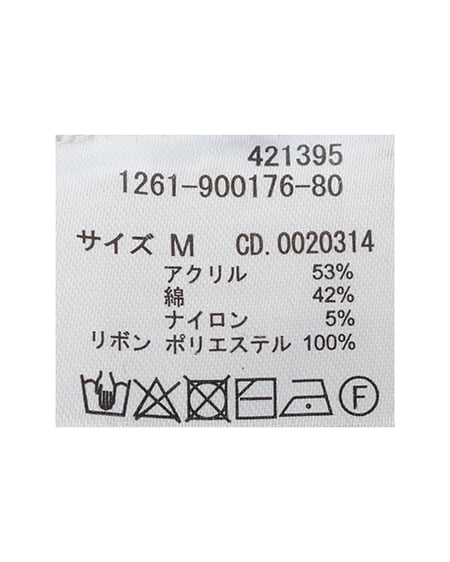 421395
1261-900176-80
サイズ M CD.0020314
アクリル 53%
綿 42%
ナイロン 5%
リボン ポリエステル 100%
F